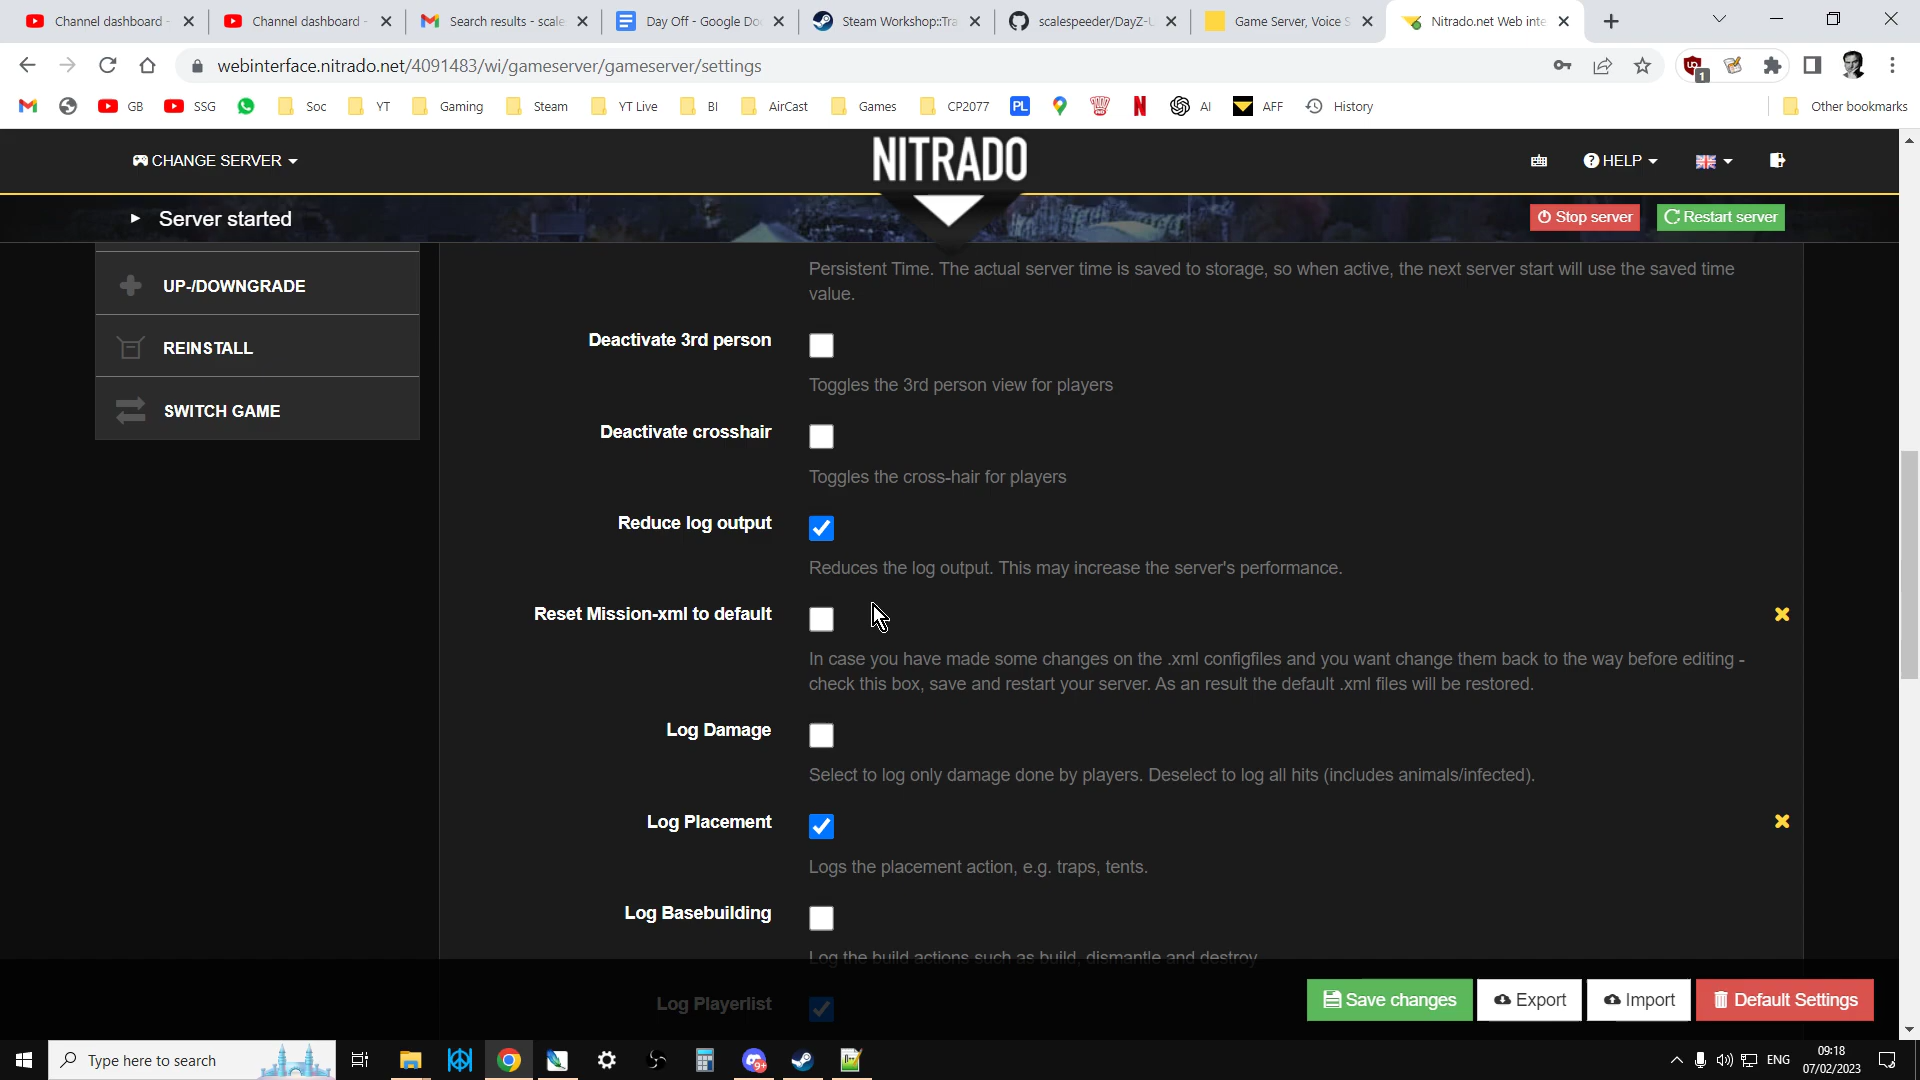 Channel dashboard -
Channel dashboard -
Search results - scale
Day Off - Google Do
Steam Workshop::Tra
scalespeeder/DayZ-U
Game Server, Voice S
Nitrado.net Web inte
webinterface.nitrado.net/4091483/wi/gameserver/gameserver/settings
1
GB
SSG
Soc
YT
Gaming
Steam
YT Live
BI
AirCast
Games
CP2077
PL
AI
AFF
History
Other bookmarks
CHANGE SERVER
NITRADO
HELP
Server started
Stop server
Restart server
UP-/DOWNGRADE
REINSTALL
SWITCH GAME
Persistent Time. The actual server time is saved to storage, so when active, the next server start will use the saved time
value.
Deactivate 3rd person
Toggles the 3rd person view for players
Deactivate crosshair
Toggles the cross-hair for players
Reduce log output
Reduces the log output. This may increase the server's performance.
Reset Mission-xml to default
In case you have made some changes on the .xml configfiles and you want change them back to the way before editing -
check this box, save and restart your server. As an result the default .xml files will be restored.
Log Damage
Select to log only damage done by players. Deselect to log all hits (includes animals/infected).
Log Placement
Logs the placement action, e.g. traps, tents.
Log Basebuilding
Log the build actions such as build, dismantle and destroy
Log Playerlist
Save changes
Export
Import
Default Settings
Type here to search
9+
ENG
09:18
07/02/2023